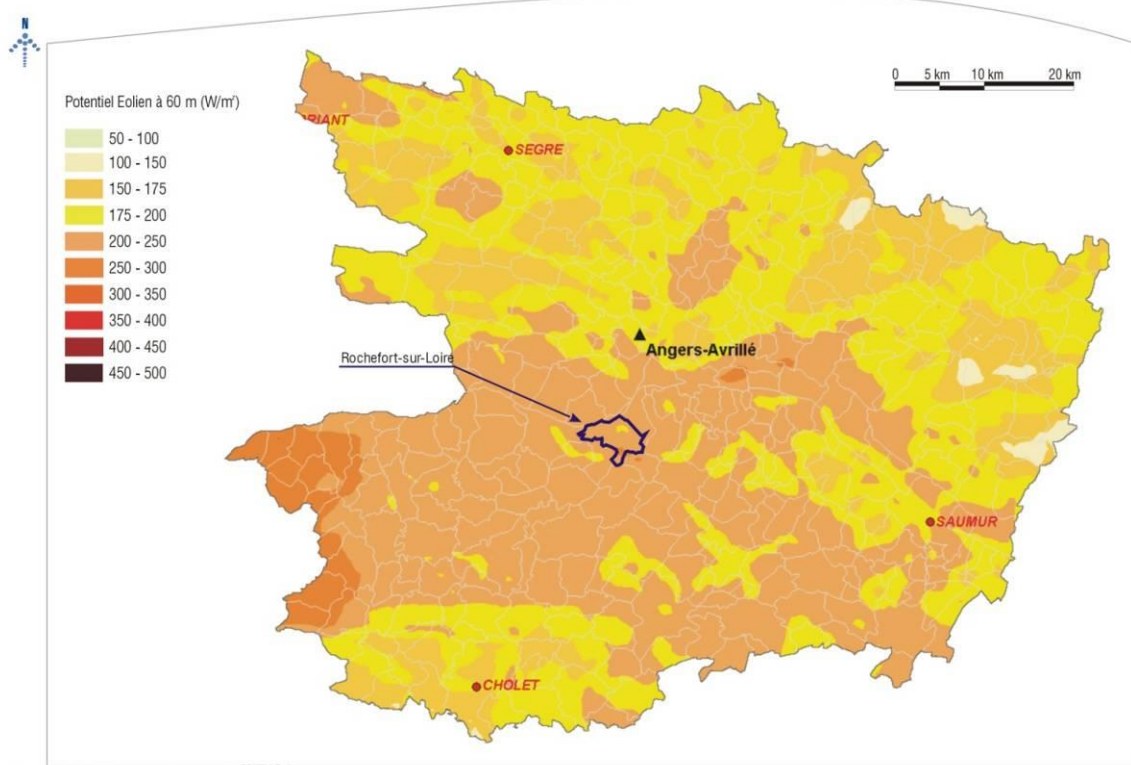 N
0 5 km 10 km 20 km
Potentiel Eolien à 60 m (W/m²)
50 - 100
100 - 150
150 - 175
175 - 200
200 - 250
250 - 300
300 - 350
350 - 400
400 - 450
450 - 500
RIANT
SEGRE
Angers-Avrillé
Rochefort-sur-Loire
SAUMUR
CHOLET